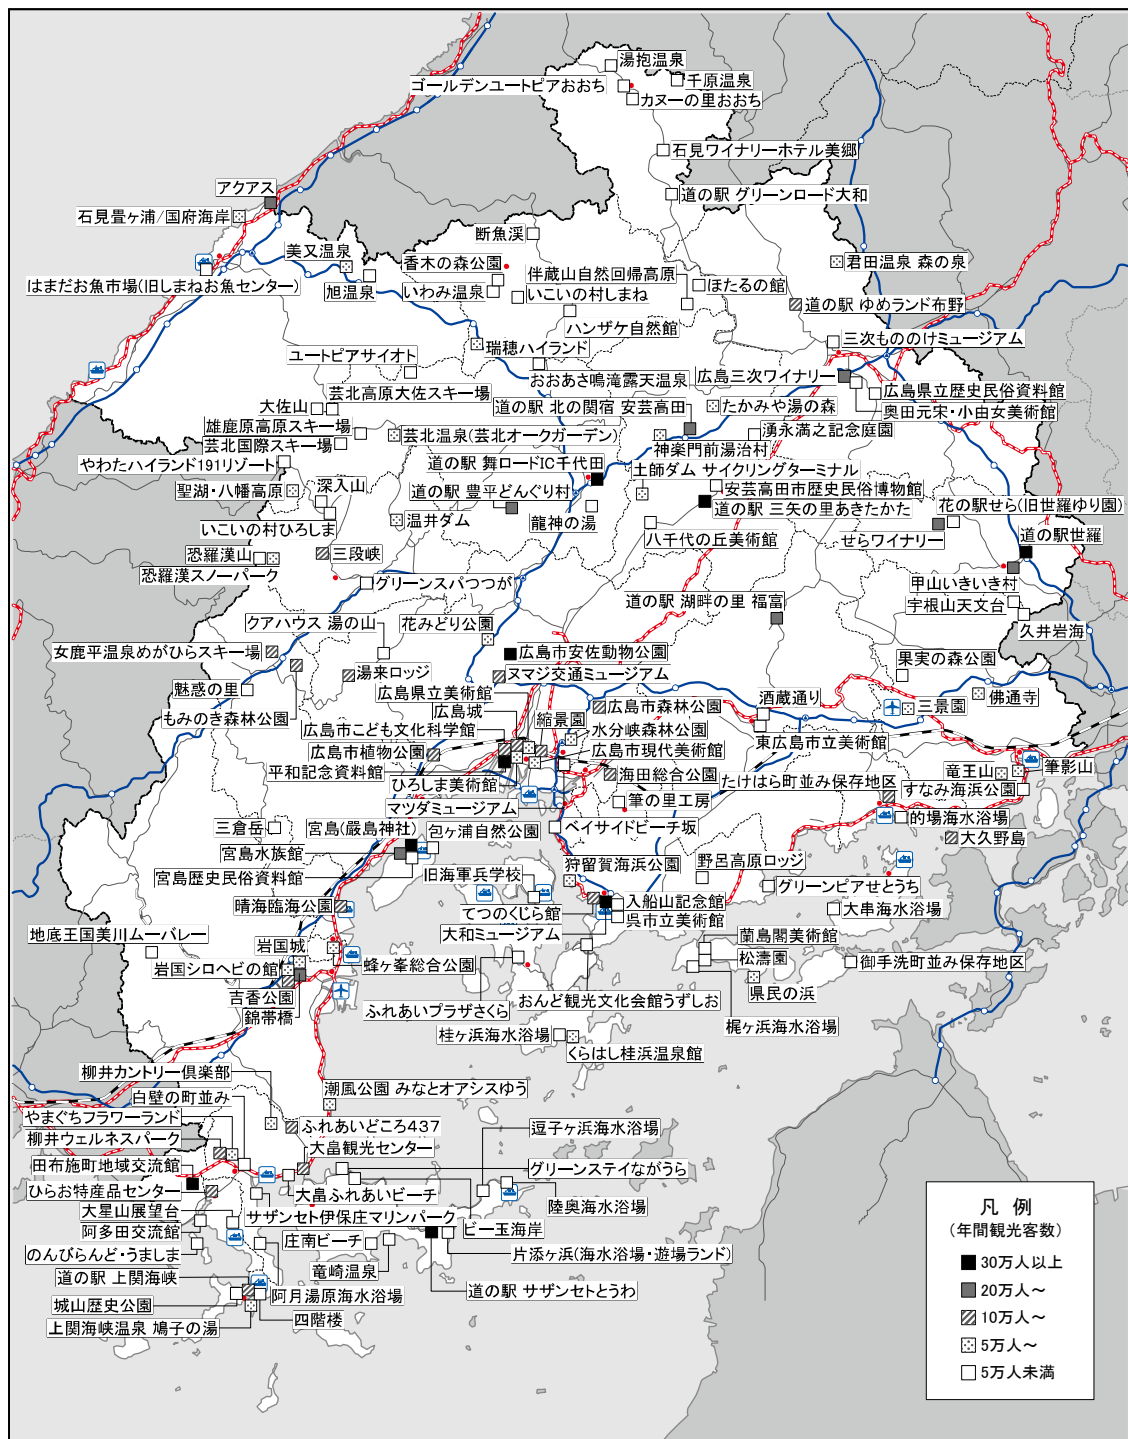 湯抱温泉
千原温泉
ゴールデンユートピアおおち
カヌーの里おおち
石見ワイナリーホテル美郷
アクアス
道の駅 グリーンロード大和
石見畳ヶ浦/国府海岸
断魚渓
美又温泉
香木の森公園
伴蔵山自然回帰高原
君田温泉 森の泉
はまだお魚市場(旧しまねお魚センター)
旭温泉
いわみ温泉
いこいの村しまね
ほたるの館
道の駅 ゆめランド布野
ハンザケ自然館
三次もののけミュージアム
瑞穂ハイランド
ユートピアサイオト
おおあさ鳴滝露天温泉
広島三次ワイナリー
芸北高原大佐スキー場
広島県立歴史民俗資料館
大佐山
道の駅 北の関宿 安芸高田
たかみや湯の森
奥田元宋・小由女美術館
雄鹿原高原スキー場
芸北温泉(芸北オークガーデン)
湧永満之記念庭園
芸北国際スキー場
神楽門前湯治村
やわたハイランド191リゾート
道の駅 舞ロードIC千代田
土師ダム サイクリングターミナル
聖湖・八幡高原
深入山
道の駅 豊平どんぐり村
安芸高田市歴史民俗博物館
花の駅せら(旧世羅ゆり園)
道の駅 三矢の里あきたかた
いこいの村ひろしま
温井ダム
龍神の湯
八千代の丘美術館
せらワイナリー
道の駅世羅
恐羅漢山
三段峡
恐羅漢スノーパーク
グリーンスパつつが
甲山いきいき村
道の駅 湖畔の里 福富
宇根山天文台
クアハウス 湯の山
花みどり公園
久井岩海
女鹿平温泉めがひらスキー場
広島市安佐動物公園
果実の森公園
湯来ロッジ
ヌマジ交通ミュージアム
魅惑の里
広島県立美術館
酒蔵通り
佛通寺
もみのき森林公園
広島城
縮景園
広島市森林公園
三景園
広島市こども文化科学館
水分峡森林公園
東広島市立美術館
広島市植物公園
広島市現代美術館
平和記念資料館
海田総合公園
竜王山
筆影山
ひろしま美術館
たけはら町並み保存地区
すなみ海浜公園
マツダミュージアム
筆の里工房
的場海水浴場
三倉岳
宮島(厳島神社)
包ヶ浦自然公園
ベイサイドビーチ坂
大久野島
宮島水族館
狩留賀海浜公園
野呂高原ロッジ
宮島歴史民俗資料館
旧海軍兵学校
グリーンピアせとうち
晴海臨海公園
てつのくじら館
入船山記念館
大串海水浴場
呉市立美術館
地底王国美川ムーバレー
大和ミュージアム
岩国城
蘭島閣美術館
岩国シロヘビの館
蜂ヶ峯総合公園
松濤園
御手洗町並み保存地区
吉香公園
ふれあいプラザさくら
おんど観光文化会館うずしお
県民の浜
錦帯橋
桂ヶ浜海水浴場
梶ヶ浜海水浴場
くらはし桂浜温泉館
柳井カントリー倶楽部
潮風公園 みなとオアシスゆう
白壁の町並み
やまぐちフラワーランド
ふれあいどころ437
逗子ヶ浜海水浴場
柳井ウェルネスパーク
大畠観光センター
田布施町地域交流館
グリーンステイながうら
ひらお特産品センター
大畠ふれあいビーチ
陸奥海水浴場
大星山展望台
サザンセト伊保庄マリンパーク
ビー玉海岸
阿多田交流館
庄南ビーチ
片添ヶ浜(海水浴場・遊場ランド)
のんびらんど・うましま
竜崎温泉
道の駅 上関海峡
阿月湯原海水浴場
道の駅 サザンセトとうわ
城山歴史公園
四階楼
上関海峡温泉 鳩子の湯
凡 例
(年間観光客数)
30万人以上
20万人～
10万人～
5万人～
5万人未満